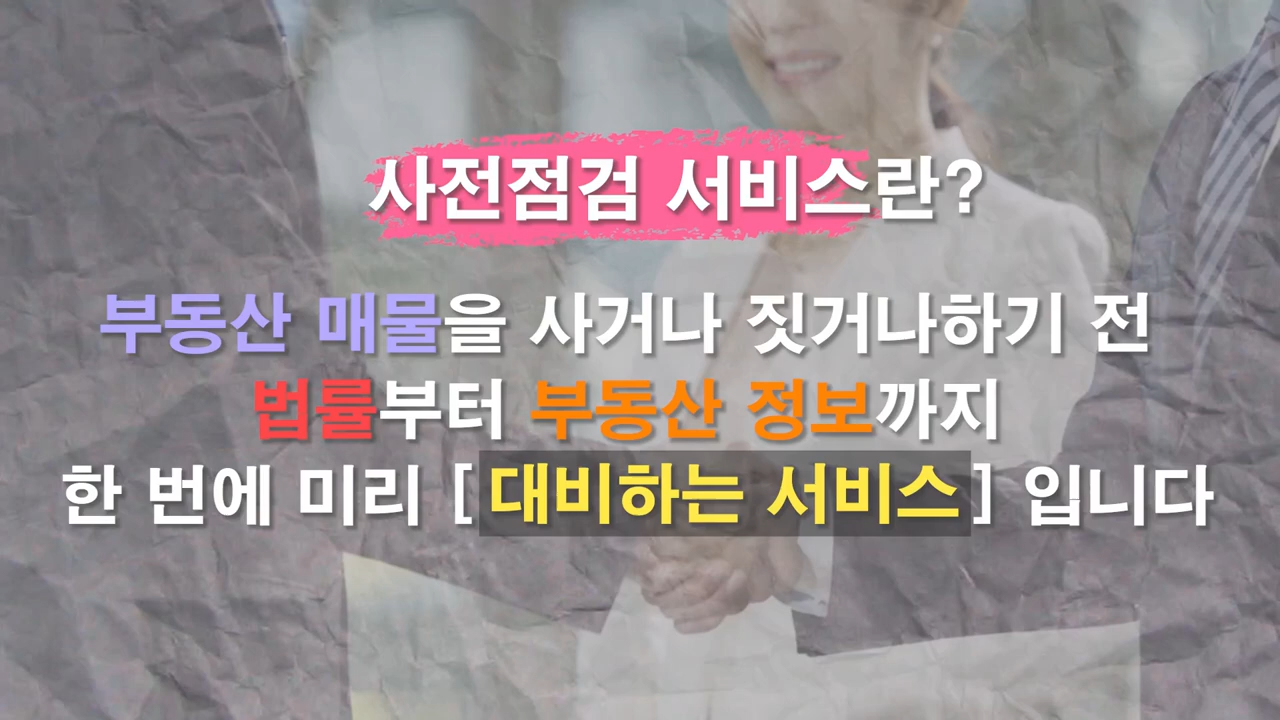 사전점검 서비스란?
부동산 매물을 사거나 짓거나하기 전
법률부터 부동산 정보까지
한 번에 미리 [ 대비하는 서비스 ] 입니다